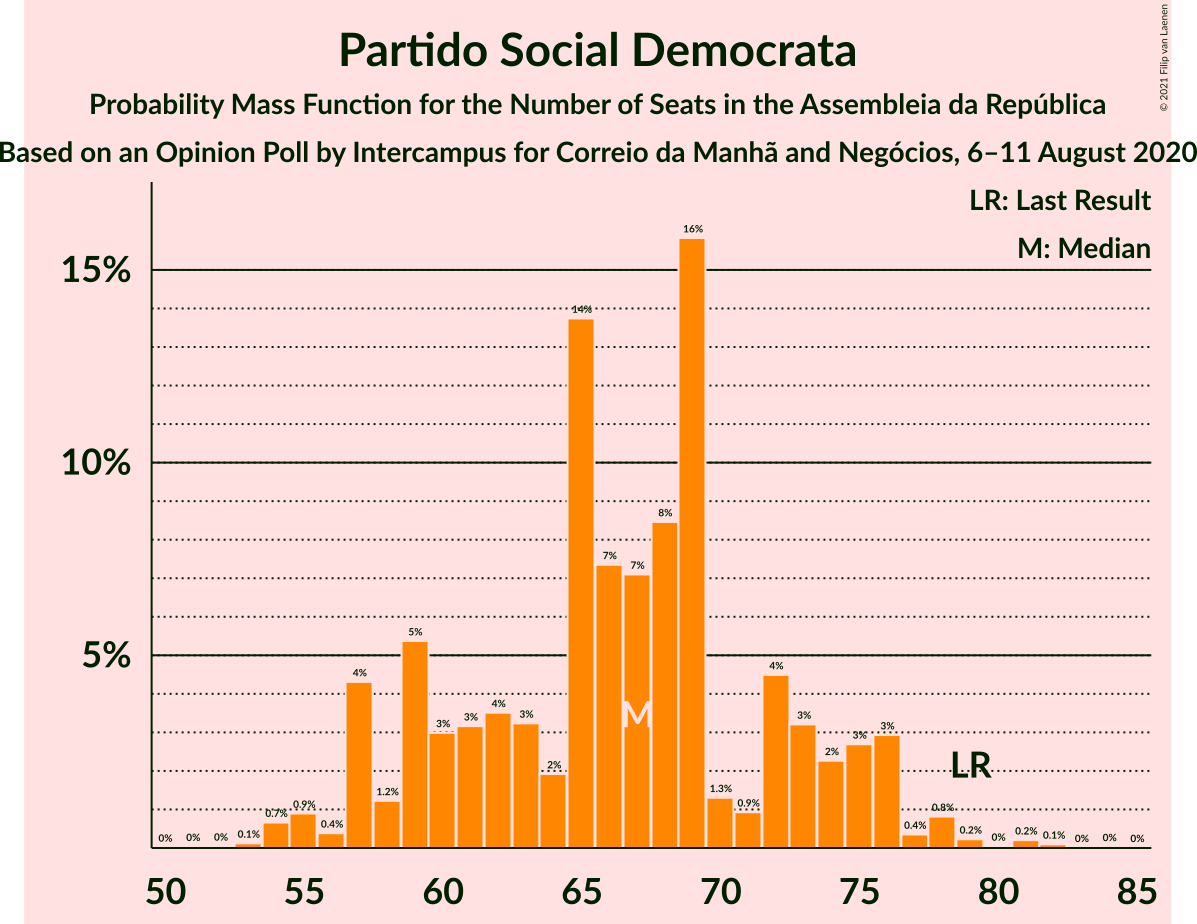 Partido Social Democrata
Probability Mass Function for the Number of Seats in the Assembleia da República
Based on an Opinion Poll by Intercampus for Correio da Manhã and Negócios, 6–11 August 2020
© 2021 Filip van Laenen
LR: Last Result
M: Median
15%
10%
5%
0% 0% 0% 0.1% 0.7% 0.9% 0.4% 4% 1.2% 5% 3% 3% 4% 3% 2% 14% 7% 7% 8% 16% 1.3% 0.9% 4% 3% 2% 3% 3% 0.4% 0.8% 0.2% 0% 0.2% 0.1% 0% 0% 0%
M
LR
50 55 60 65 70 75 80 85